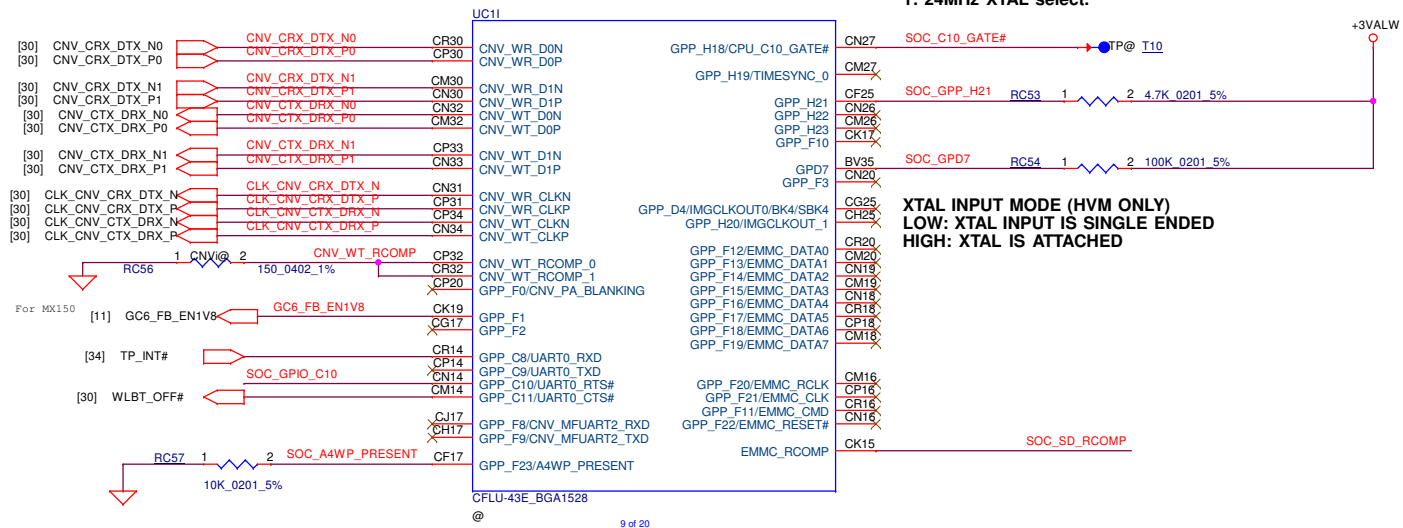 1: 24MHz XTAL select.
UC1I
+3VALW
[30] CNV_CRX_DTX_N0 CNV_CRX_DTX_N0 CR30 CNV_WR_D0N GPP_H18/CPU_C10_GATE# CN27 SOC_C10_GATE# TP@ T10
[30] CNV_CRX_DTX_P0 CNV_CRX_DTX_P0 CP30 CNV_WR_D0P
GPP_H19/TIMESYNC_0 CM27
[30] CNV_CRX_DTX_N1 CNV_CRX_DTX_N1 CM30 CNV_WR_D1N
[30] CNV_CRX_DTX_P1 CNV_CRX_DTX_P1 CN30 CNV_WR_D1P GPP_H21 CF25 SOC_GPP_H21 RC53 1 2 4.7K_0201_5%
[30] CNV_CTX_DRX_N0 CNV_CTX_DRX_N0 CN32 CNV_WT_D0N GPP_H22 CN26
[30] CNV_CTX_DRX_P0 CNV_CTX_DRX_P0 CM32 CNV_WT_D0P GPP_H23 CM26
GPP_F10 CK17
[30] CNV_CTX_DRX_N1 CNV_CTX_DRX_N1 CP33 CNV_WT_D1N
[30] CNV_CTX_DRX_P1 CNV_CTX_DRX_P1 CN33 CNV_WT_D1P GPD7 BV35 SOC_GPD7 RC54 1 2 100K_0201_5%
GPP_F3 CN20
[30] CLK_CNV_CRX_DTX_N CLK_CNV_CRX_DTX_N CN31 CNV_WR_CLKN
[30] CLK_CNV_CRX_DTX_P CLK_CNV_CRX_DTX_P CP31 CNV_WR_CLKP GPP_D4/IMGCLKOUT0/BK4/SBK4 CG25
[30] CLK_CNV_CTX_DRX_N CLK_CNV_CTX_DRX_N CP34 CNV_WT_CLKN GPP_H20/IMGCLKOUT_1 CH25
[30] CLK_CNV_CTX_DRX_P CLK_CNV_CTX_DRX_P CN34 CNV_WT_CLKP
XTAL INPUT MODE (HVM ONLY)
LOW: XTAL INPUT IS SINGLE ENDED
HIGH: XTAL IS ATTACHED
RC56 1 CNVi@ 2 150_0402_1% CNV_WT_RCOMP CP32 CNV_WT_RCOMP_0
CR32 CNV_WT_RCOMP_1
CP20 GPP_F0/CNV_PA_BLANKING
GPP_F12/EMMC_DATA0 CR20
GPP_F13/EMMC_DATA1 CM20
GPP_F14/EMMC_DATA2 CN19
GPP_F15/EMMC_DATA3 CM19
GPP_F16/EMMC_DATA4 CN18
GPP_F17/EMMC_DATA5 CR18
GPP_F18/EMMC_DATA6 CP18
GPP_F19/EMMC_DATA7 CM18
For MX150
[11] GC6_FB_EN1V8 GC6_FB_EN1V8 CK19 GPP_F1
CG17 GPP_F2
[34] TP_INT# CR14 GPP_C8/UART0_RXD
CP14 GPP_C9/UART0_TXD
SOC_GPIO_C10 CN14 GPP_C10/UART0_RTS# GPP_F20/EMMC_RCLK CM16
[30] WLBT_OFF# CM14 GPP_C11/UART0_CTS# GPP_F21/EMMC_CLK CP16
GPP_F11/EMMC_CMD CR16
CJ17 GPP_F8/CNV_MFUART2_RXD GPP_F22/EMMC_RESET# CN16
CH17 GPP_F9/CNV_MFUART2_TXD
EMMC_RCOMP CK15 SOC_SD_RCOMP
RC57 1 2 10K_0201_5% SOC_A4WP_PRESENT CF17 GPP_F23/A4WP_PRESENT
CFLU-43E_BGA1528
@
9 of 20